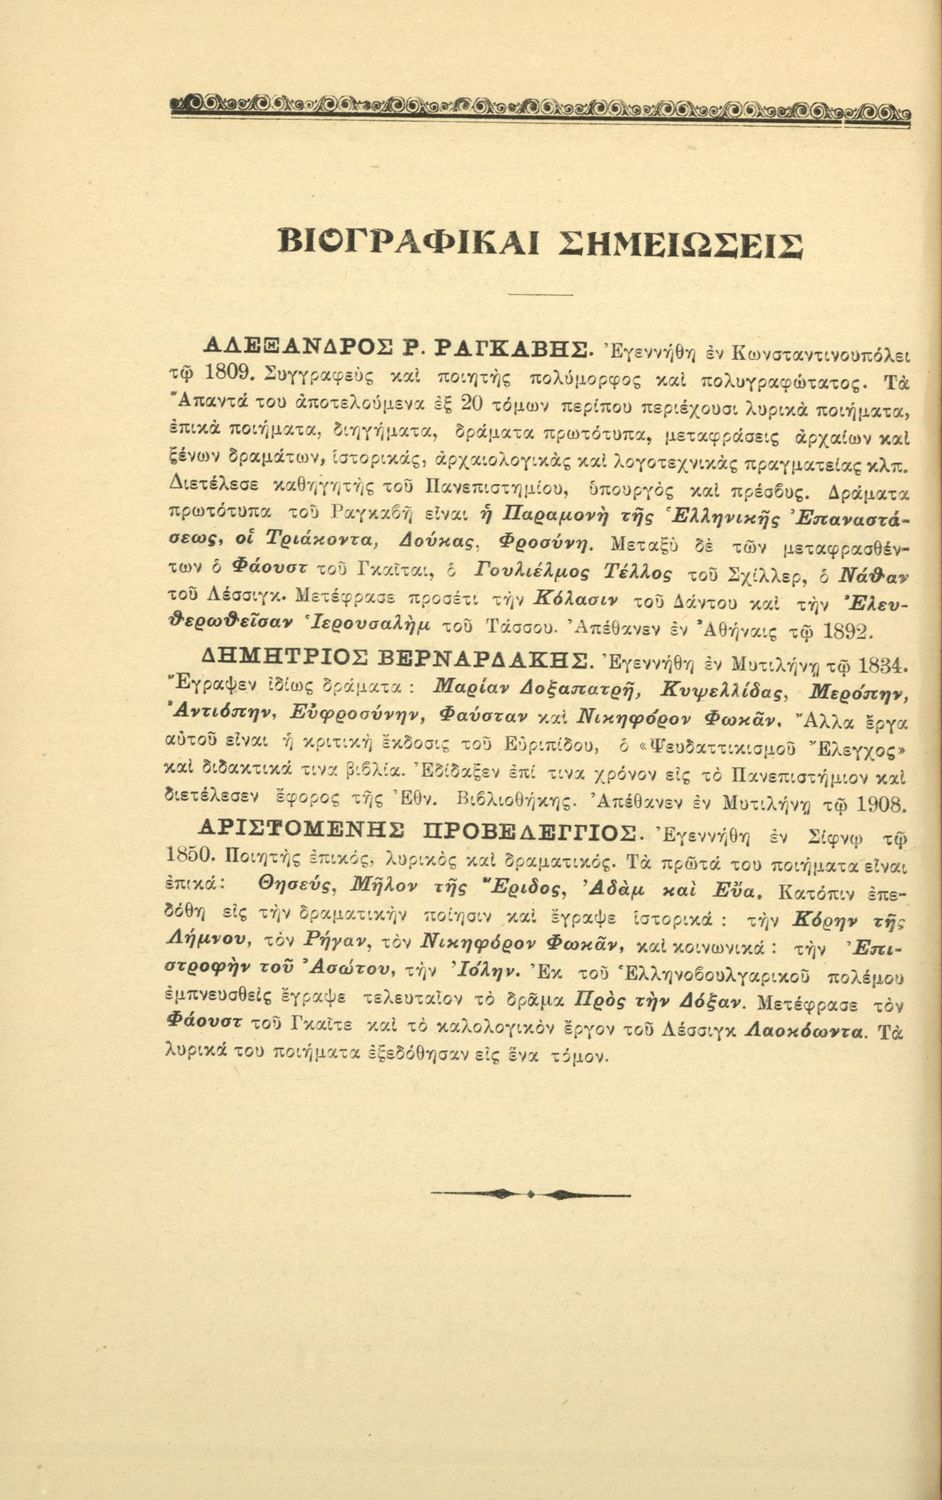 ΒΙΟΓΡΑΦΙΚΑΙ ΣΗΜΕΙΩΣΕΙΣ
ΑΛΕΞΑΝΔΡΟΣ Ρ. ΡΑΓΚΑΒΗΣ. Ἐγεννήθη ἐν Κωνσταντινουπόλει
τῷ 1809. Συγγραφεὺς καὶ ποιητὴς πολύμορφος καὶ πολυγραφώτατος. Τὰ
Ἅπαντά του ἀποτελούμενα ἐξ 20 τόμων περίπου περιέχουσι λυρικὰ ποιήματα,
ἐπικὰ ποιήματα, διηγήματα, δράματα πρωτότυπα, μεταφράσεις ἀρχαίων καὶ
ξένων δραμάτων, ἱστορικάς, ἀρχαιολογικὰς καὶ λογοτεχνικὰς πραγματείας κλπ.
Διετέλεσε καθηγητὴς τοῦ Πανεπιστημίου, ὑπουργὸς καὶ πρέσβυς. Δράματα
πρωτότυπα τοῦ Ραγκαβῆ εἶναι ἡ Παραμονὴ τῆς Ἑλληνικῆς Ἐπαναστά-
σεως, οἱ Τριάκοντα, Δούκας, Φροσύνη. Μεταξὺ δὲ τῶν μεταφρασθέν-
των ὁ Φάουστ τοῦ Γκαῖται, ὁ Γουλιέλμος Τέλλος τοῦ Σχίλλερ, ὁ Νάθαν
τοῦ Λέσσιγκ. Μετέφρασε προσέτι τὴν Κόλασιν τοῦ Δάντου καὶ τὴν Ἐλευ-
θερωθεῖσαν Ἱερουσαλὴμ τοῦ Τάσσου. Ἀπέθανεν ἐν Ἀθήναις τῷ 1892.
ΔΗΜΗΤΡΙΟΣ ΒΕΡΝΑΡΔΑΚΗΣ. Ἐγεννήθη ἐν Μυτιλήνῃ τῷ 1834.
Ἔγραψεν ἰδίως δράματα : Μαρίαν Δοξαπατρῆ, Κυψελλίδας, Μερόπην,
Ἀντιόπην, Εὐφροσύνην, Φαύσταν καὶ Νικηφόρον Φωκᾶν. Ἄλλα ἔργα
αὐτοῦ εἶναι ἡ κριτικὴ ἔκδοσις τοῦ Εὐριπίδου, ὁ «Ψευδαττικισμοῦ Ἔλεγχος»
καὶ διδακτικά τινα βιβλία. Ἐδίδαξεν ἐπί τινα χρόνον εἰς τὸ Πανεπιστήμιον καὶ
διετέλεσεν ἔφορος τῆς Ἐθν. Βιβλιοθήκης. Ἀπέθανεν ἐν Μυτιλήνῃ τῷ 1908.
ΑΡΙΣΤΟΜΕΝΗΣ ΠΡΟΒΕΛΕΓΓΙΟΣ. Ἐγεννήθη ἐν Σίφνῳ τῷ
1850. Ποιητὴς ἐπικός, λυρικὸς καὶ δραματικός. Τὰ πρῶτά του ποιήματα εἶναι
ἐπικά: Θησεύς, Μῆλον τῆς Ἔριδος, Ἀδὰμ καὶ Εὔα. Κατόπιν ἐπε-
δόθη εἰς τὴν δραματικὴν ποίησιν καὶ ἔγραψε ἱστορικά : τὴν Κόρην τῆς
Λήμνου, τὸν Ρήγαν, τὸν Νικηφόρον Φωκᾶν, καὶ κοινωνικά : τὴν Ἐπι-
στροφὴν τοῦ Ἀσώτου, τὴν Ἰόλην. Ἐκ τοῦ Ἑλληνοβουλγαρικοῦ πολέμου
ἐμπνευσθεὶς ἔγραψε τελευταῖον τὸ δρᾶμα Πρὸς τὴν Δόξαν. Μετέφρασε τὸν
Φάουστ τοῦ Γκαῖτε καὶ τὸ καλολογικὸν ἔργον τοῦ Λέσσιγκ Λαοκόωντα. Τὰ
λυρικά του ποιήματα ἐξεδόθησαν εἰς ἕνα τόμον.